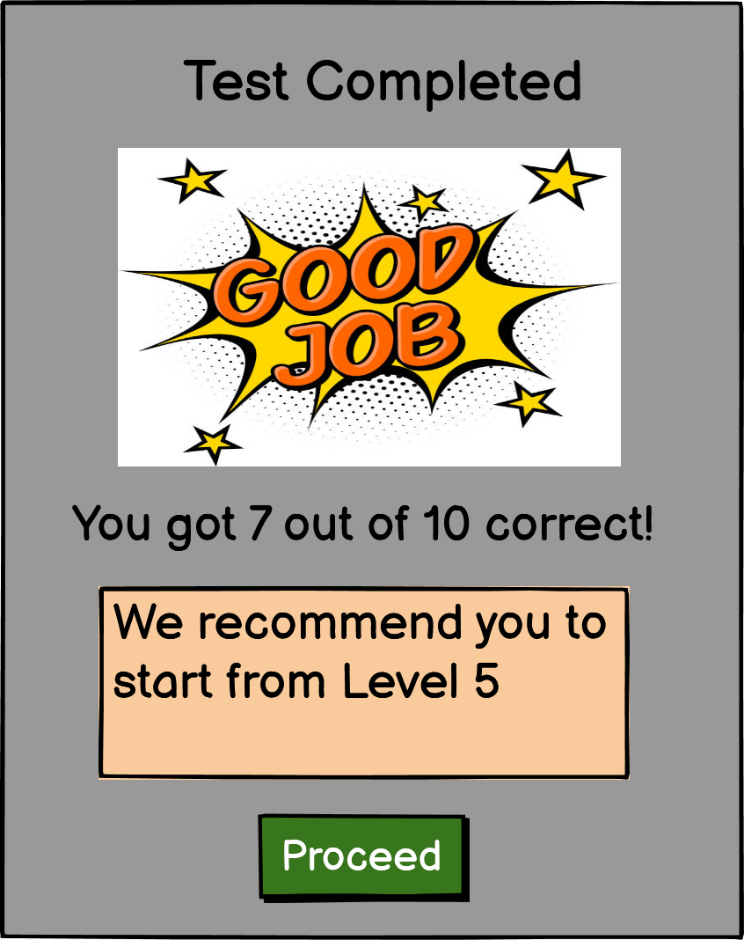 Test Completed
GOOD
JOB
You got 7 out of 10 correct!
We recommend you to
start from Level 5
Proceed